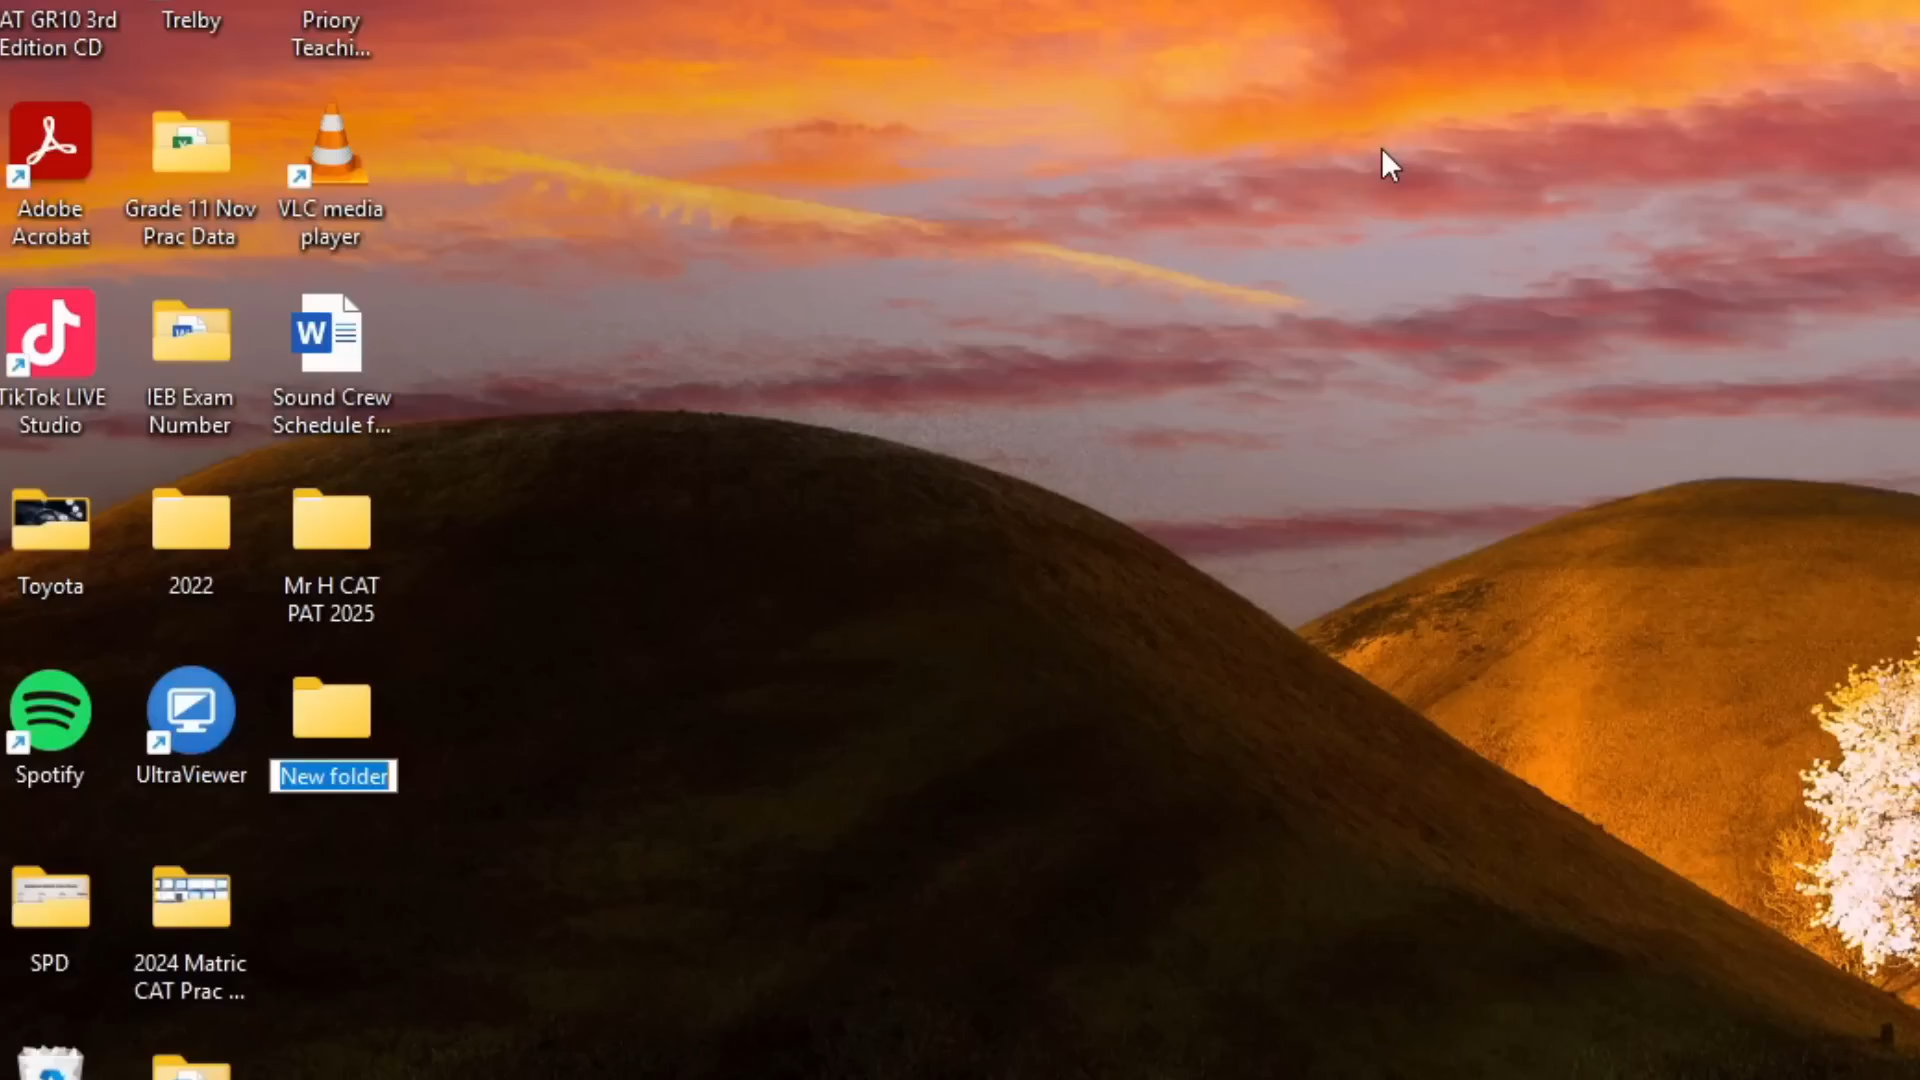 AT GR10 3rd
Edition CD
Trelby
Priory
Teachi...
Adobe
Acrobat
Grade 11 Nov
Prac Data
VLC media
player
TikTok LIVE
Studio
IEB Exam
Number
W
Sound Crew
Schedule f...
Toyota
2022
Mr H CAT
PAT 2025
Spotify
UltraViewer
New folder
SPD
2024 Matric
CAT Prac ...